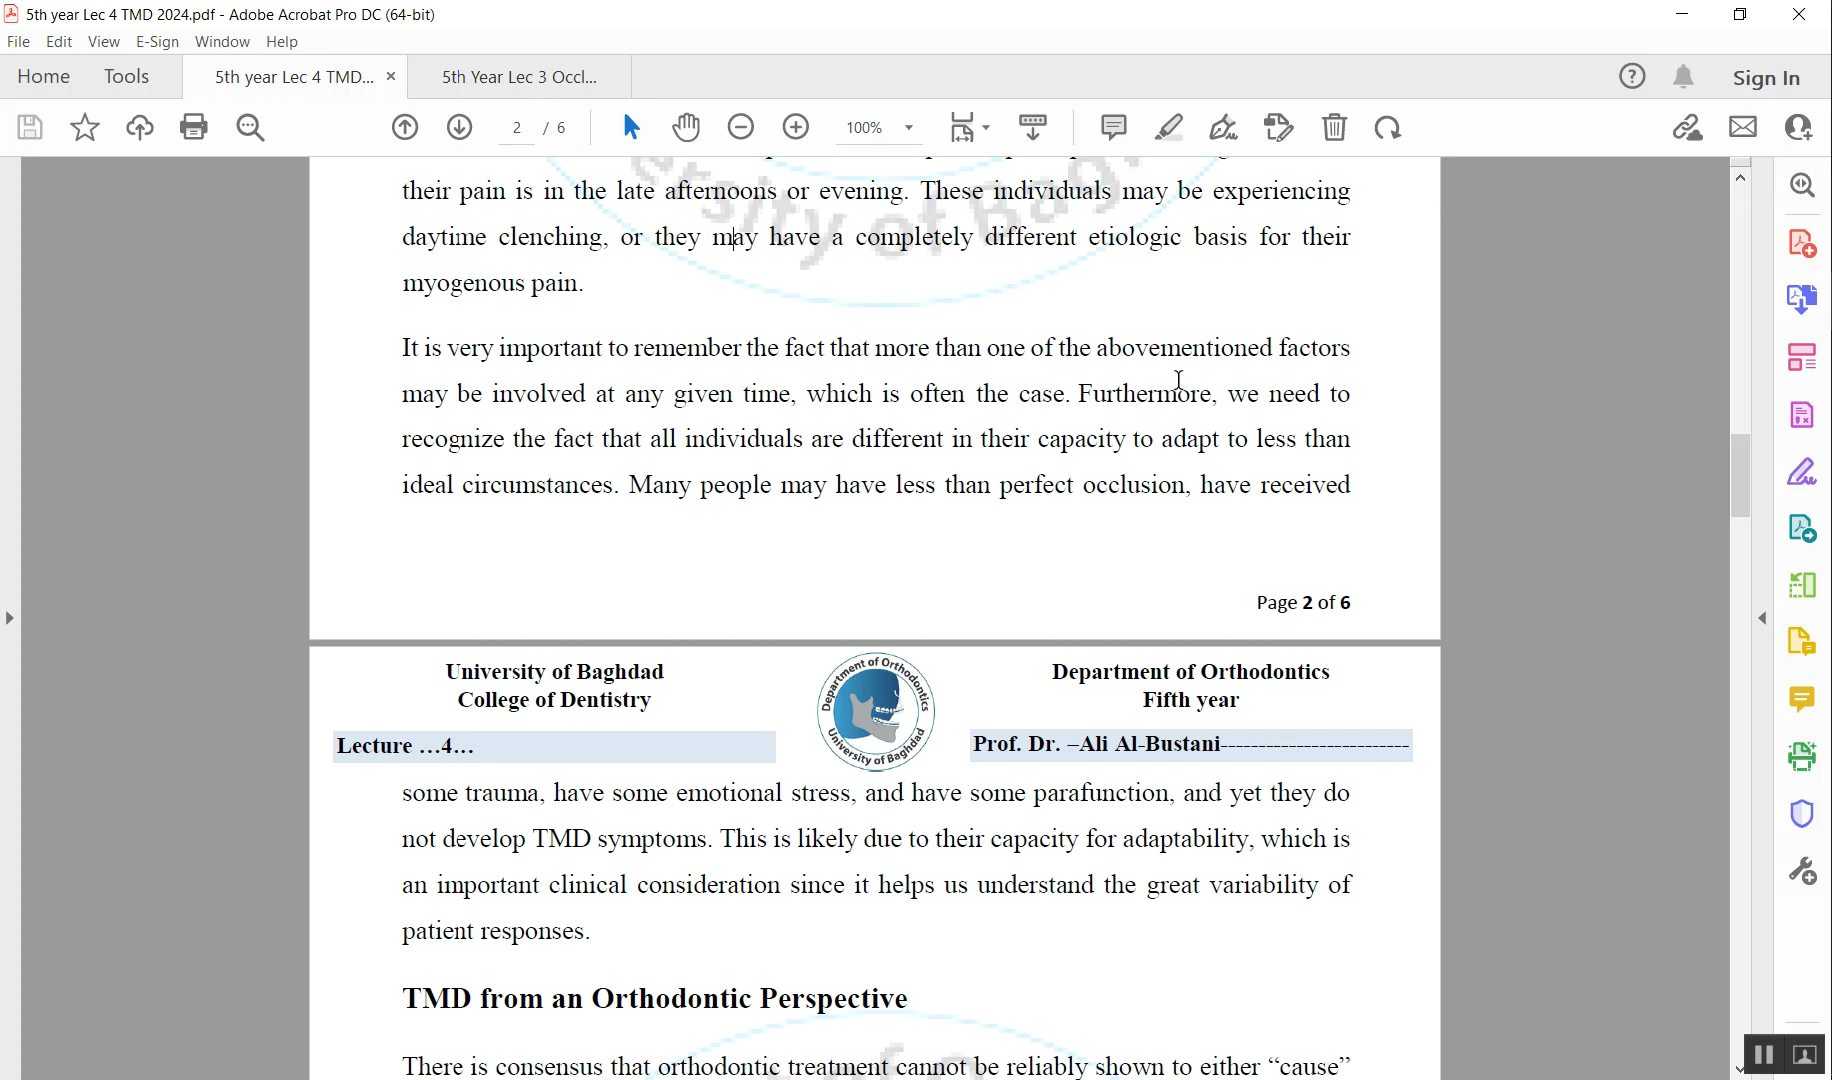 5th year Lec 4 TMD 2024.pdf - Adobe Acrobat Pro DC (64-bit)
File Edit View E-Sign Window Help
Home Tools 5th year Lec 4 TMD... × 5th Year Lec 3 Occl... Sign In
2 / 6 100%
their pain is in the late afternoons or evening. These individuals may be experiencing
daytime clenching, or they may have a completely different etiologic basis for their
myogenous pain.
It is very important to remember the fact that more than one of the abovementioned factors
may be involved at any given time, which is often the case. Furthermore, we need to
recognize the fact that all individuals are different in their capacity to adapt to less than
ideal circumstances. Many people may have less than perfect occlusion, have received
Page 2 of 6
University of Baghdad
College of Dentistry
Lecture …4…
Department of Orthodontics
University of Baghdad
Department of Orthodontics
Fifth year
Prof. Dr. –Ali Al-Bustani-------------------------
some trauma, have some emotional stress, and have some parafunction, and yet they do
not develop TMD symptoms. This is likely due to their capacity for adaptability, which is
an important clinical consideration since it helps us understand the great variability of
patient responses.
TMD from an Orthodontic Perspective
There is consensus that orthodontic treatment cannot be reliably shown to either “cause”